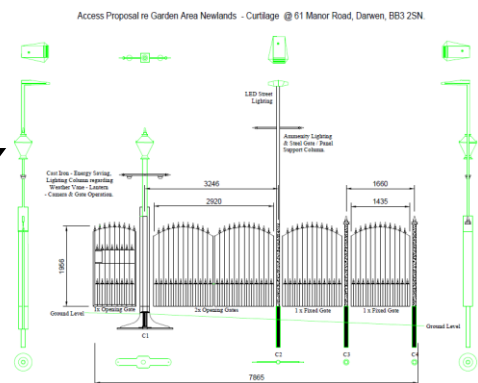 Access Proposal re Garden Area Newlands - Curtilage @ 61 Manor Road, Darwen, BB3 2SN.
LED Street
Lighting
Ammenity Lighting
& Steel Gate / Panel
Support Column.
Cost Iron - Energy Saving,
Lighting Column regarding
Weather Vane - Lantern
- Camara & Gate Operation.
3246
1660
2920
1435
1956
1x Opening Gate
2x Opening Gates
1 x Fixed Gate
1 x Fixed Gate
Ground Level
Ground Level
C1
C2
C3
C4
7865